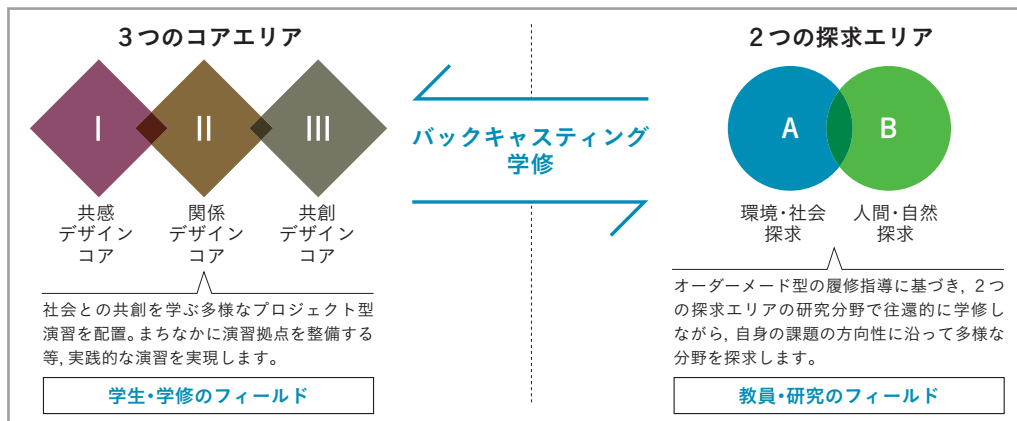 3つのコアエリア
I
II
III
共感
デザイン
コア
関係
デザイン
コア
共創
デザイン
コア
社会との共創を学ぶ多様なプロジェクト型
演習を配置。まちなかに演習拠点を整備する
等,実践的な演習を実現します。
学生・学修のフィールド
バックキャスティング
学修
2つの探求エリア
A
B
環境・社会
探求
人間・自然
探求
オーダーメード型の履修指導に基づき,2つ
の探求エリアの研究分野で往還的に学修し
ながら,自身の課題の方向性に沿って多様な
分野を探求します。
教員・研究のフィールド